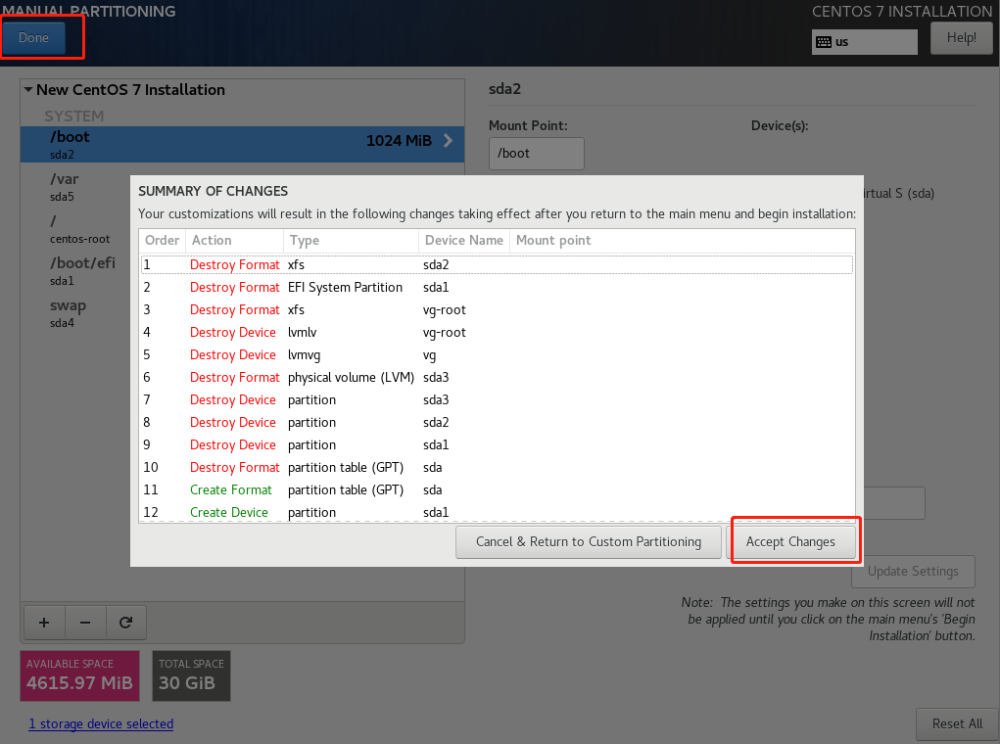 MANUAL PARTITIONING
CENTOS 7 INSTALLATION
Done
us
Help!
New CentOS 7 Installation
SYSTEM
/boot
sda2
1024 MiB
/var
sda5
/
centos-root
/boot/efi
sda1
swap
sda4
sda2
Mount Point:
Device(s):
/boot
irtual S (sda)
SUMMARY OF CHANGES
Your customizations will result in the following changes taking effect after you return to the main menu and begin installation:
Order Action Type Device Name Mount point
1 Destroy Format xfs sda2
2 Destroy Format EFI System Partition sda1
3 Destroy Format xfs vg-root
4 Destroy Device lvmlv vg-root
5 Destroy Device lvmvg vg
6 Destroy Format physical volume (LVM) sda3
7 Destroy Device partition sda3
8 Destroy Device partition sda2
9 Destroy Device partition sda1
10 Destroy Format partition table (GPT) sda
11 Create Format partition table (GPT) sda
12 Create Device partition sda1
Cancel & Return to Custom Partitioning
Accept Changes
Update Settings
Note: The settings you make on this screen will not
be applied until you click on the main menu's 'Begin
Installation' button.
+ − 
AVAILABLE SPACE
4615.97 MiB
TOTAL SPACE
30 GiB
1 storage device selected
Reset All